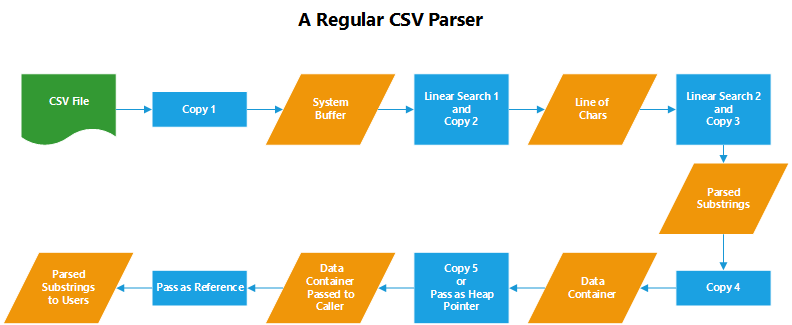 A Regular CSV Parser
CSV File
Copy 1
System
Buffer
Linear Search 1
and
Copy 2
Line of
Chars
Linear Search 2
and
Copy 3
Parsed
Substrings
Copy 4
Data
Container
Copy 5
or
Pass as Heap
Pointer
Data
Container
Passed to
Caller
Pass as Reference
Parsed
Substrings
to Users